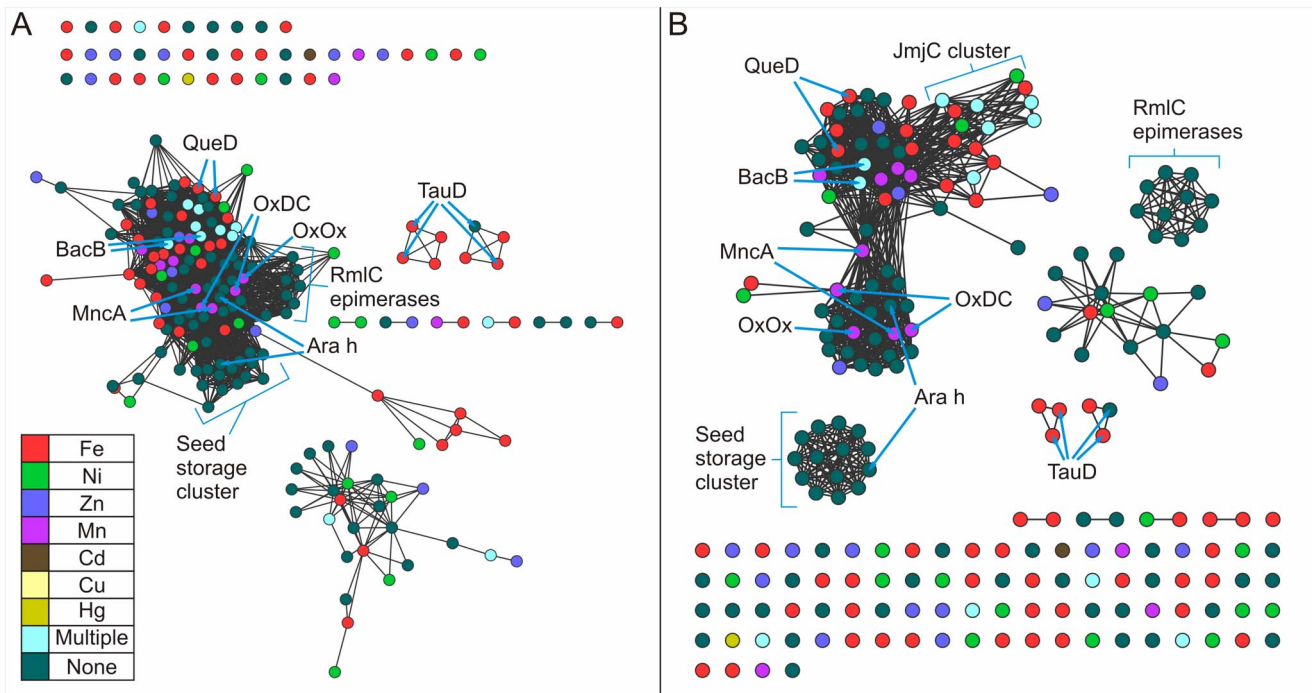 A
QueD
OxDC
OxOx
BacB
RmlC
epimerases
MncA
Ara h
TauD
Seed
storage
cluster
Fe
Ni
Zn
Mn
Cd
Cu
Hg
Multiple
None
B
JmjC cluster
QueD
RmlC
epimerases
BacB
MncA
OxDC
OxOx
Ara h
Seed
storage
cluster
TauD